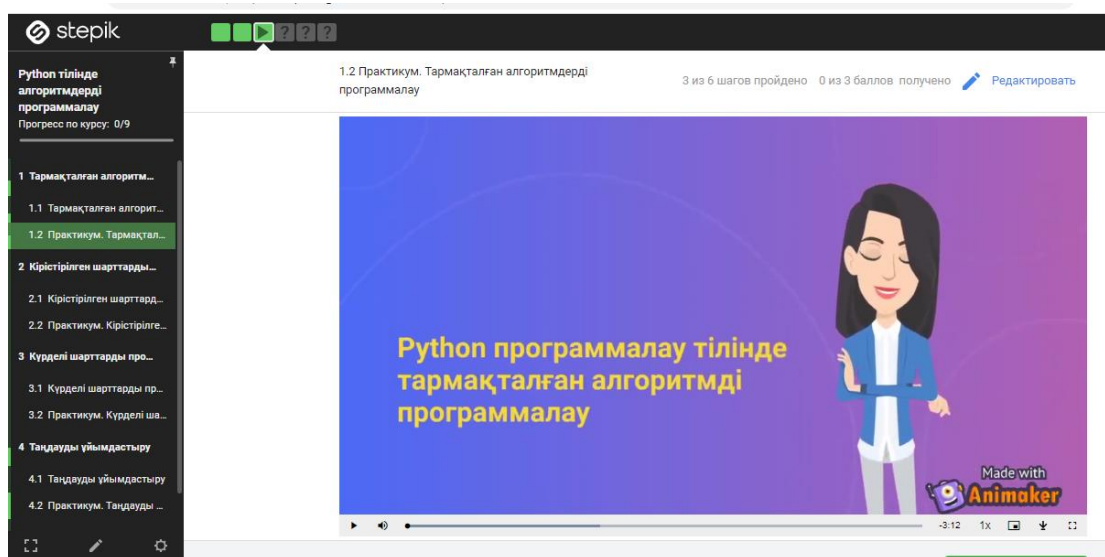 stepik
? ? ?
Python тілінде
алгоритмдерді
программалау
Прогресс по курсу: 0/9
1 Тармақталған алгоритм...
1.1 Тармақталған алгорит...
1.2 Практикум. Тармақтал...
2 Кірістірілген шарттарды...
2.1 Кірістірілген шарттард...
2.2 Практикум. Кірістірілге...
3 Күрделі шарттарды про...
3.1 Күрделі шарттарды пр...
3.2 Практикум. Күрделі ша...
4 Таңдауды ұйымдастыру
4.1 Таңдауды ұйымдастыру
4.2 Практикум. Таңдауды ...
1.2 Практикум. Тармақталған алгоритмдерді
программалау
3 из 6 шагов пройдено 0 из 3 баллов получено Редактировать
Python программалау тілінде
тармақталған алгоритмді
программалау
Made with
Animaker
-3:12 1x